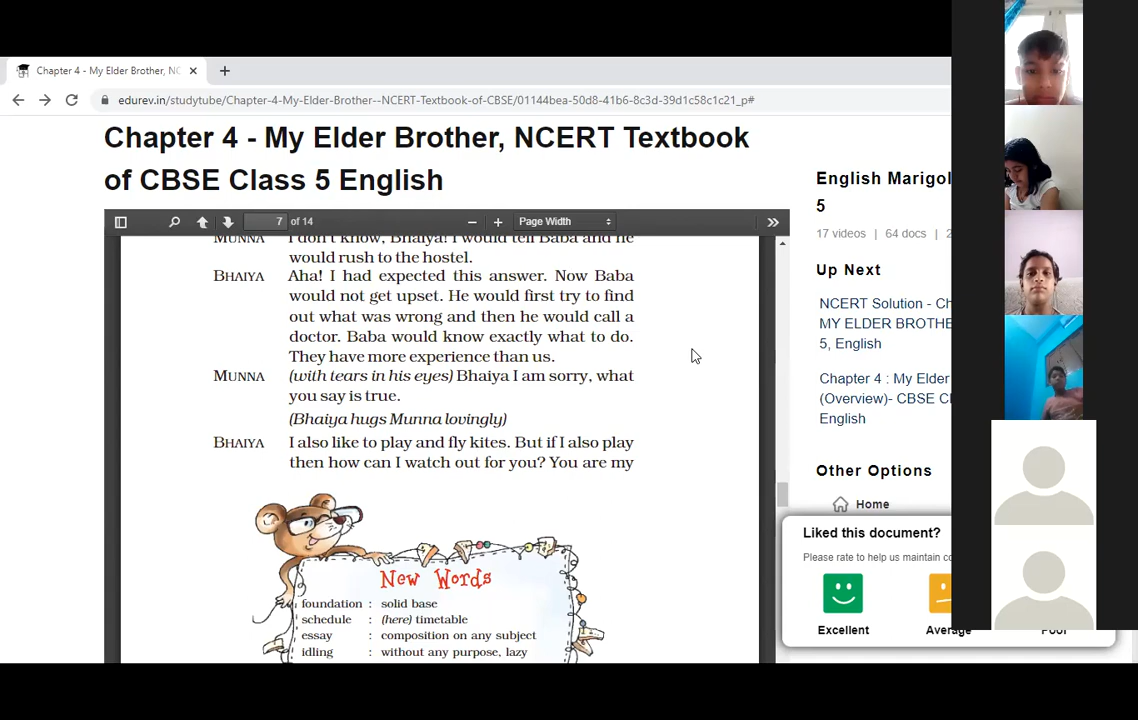 Chapter 4 - My Elder Brother, NC
edurev.in/studytube/Chapter-4-My-Elder-Brother--NCERT-Textbook-of-CBSE/01144bea-50d8-41b6-8c3d-39d1c58c1c21_p#
Chapter 4 - My Elder Brother, NCERT Textbook
of CBSE Class 5 English
7 of 14
Page Width
MUNNA I don't know, Bhaiya! I would tell Baba and he
would rush to the hostel.
BHAIYA Aha! I had expected this answer. Now Baba
would not get upset. He would first try to find
out what was wrong and then he would call a
doctor. Baba would know exactly what to do.
They have more experience than us.
MUNNA (with tears in his eyes) Bhaiya I am sorry, what
you say is true.
(Bhaiya hugs Munna lovingly)
BHAIYA I also like to play and fly kites. But if I also play
then how can I watch out for you? You are my
New Words
foundation : solid base
schedule : (here) timetable
essay : composition on any subject
idling : without any purpose, lazy
English Marigol
5
17 videos | 64 docs | 2
Up Next
NCERT Solution - Ch
MY ELDER BROTHE
5, English
Chapter 4 : My Elder
(Overview)- CBSE Cl
English
Other Options
Home
Liked this document?
Please rate to help us maintain co
Excellent
Average
Poor